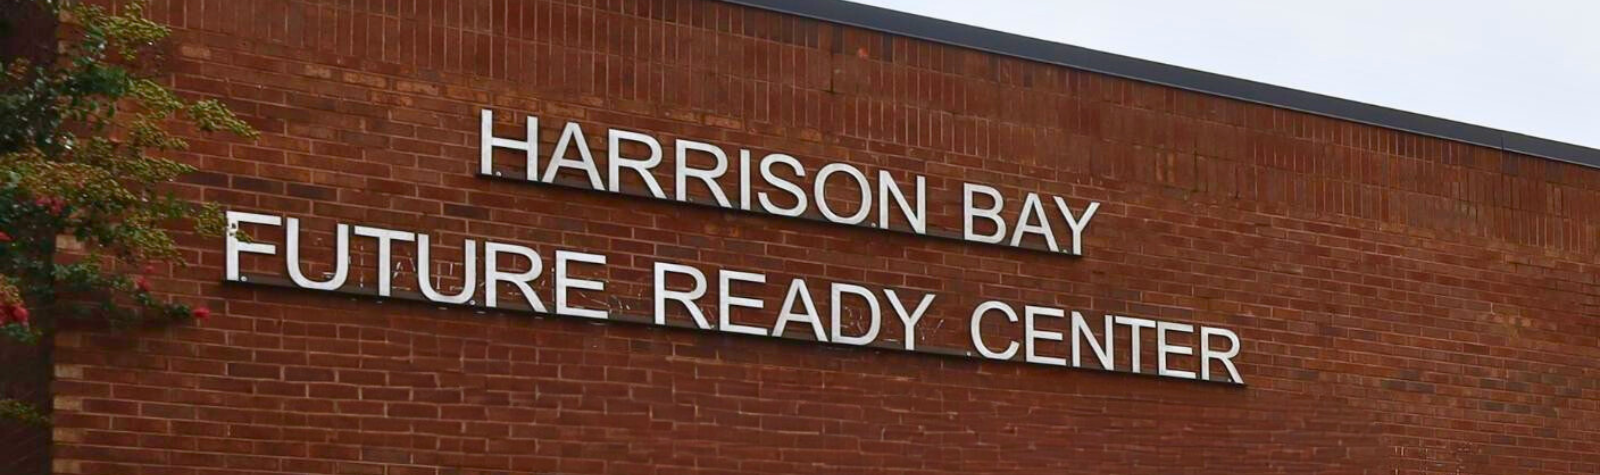 HARRISON BAY
FUTURE READY CENTER